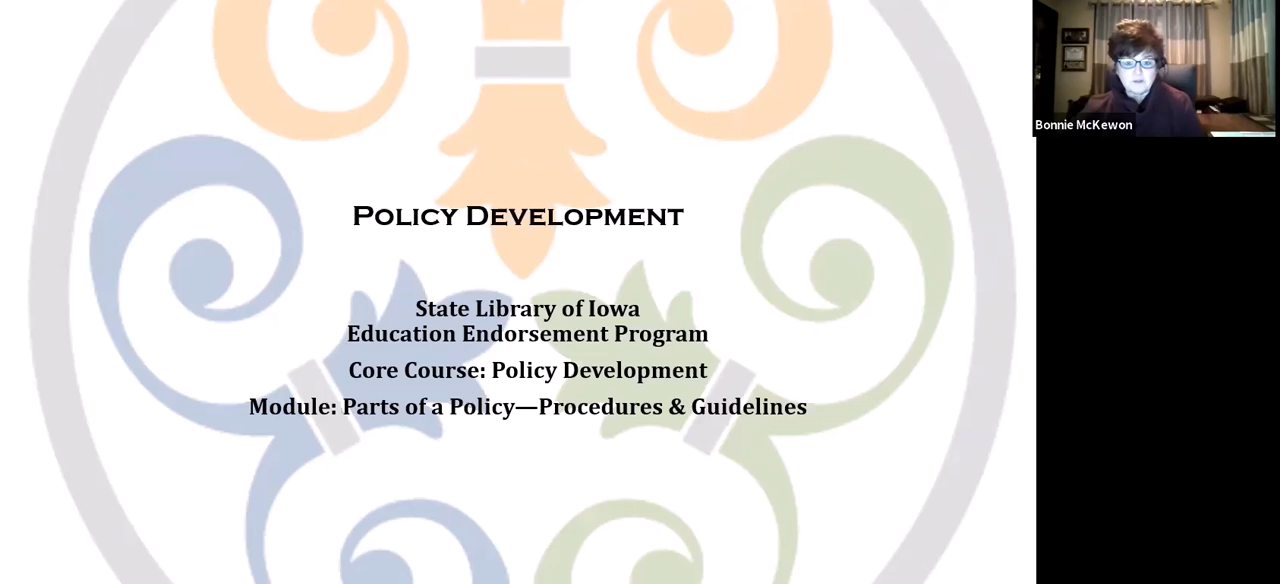 Policy Development
State Library of Iowa
Education Endorsement Program
Core Course: Policy Development
Module: Parts of a Policy—Procedures & Guidelines
Bonnie McKewon